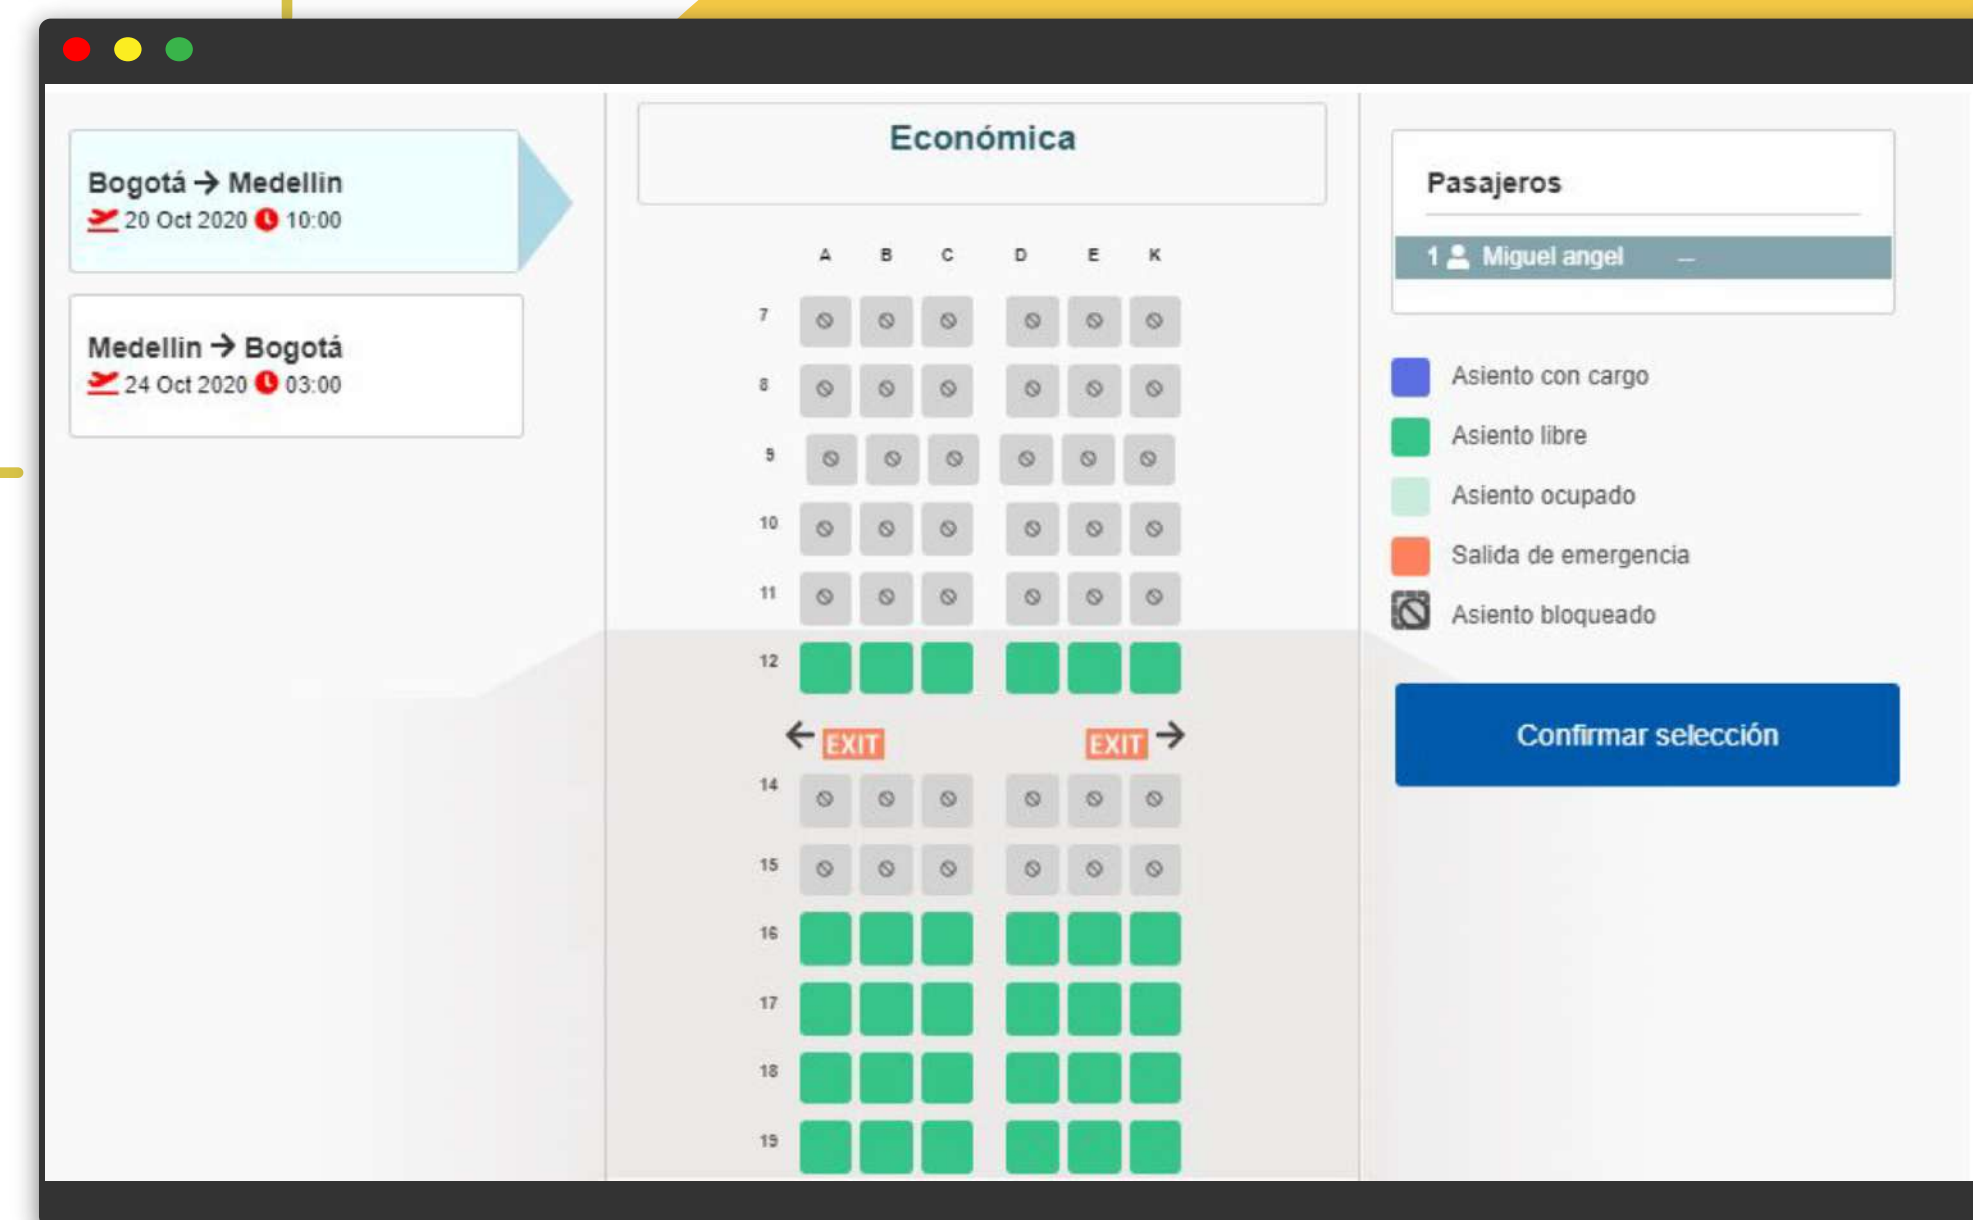 Bogotá → Medellin
20 Oct 2020 10:00
Medellin → Bogotá
24 Oct 2020 03:00
Económica
A B C D E K
7
8
9
10
11
12
← EXIT EXIT →
14
15
16
17
18
19
Pasajeros
1 Miguel angel --
Asiento con cargo
Asiento libre
Asiento ocupado
Salida de emergencia
Asiento bloqueado
Confirmar selección